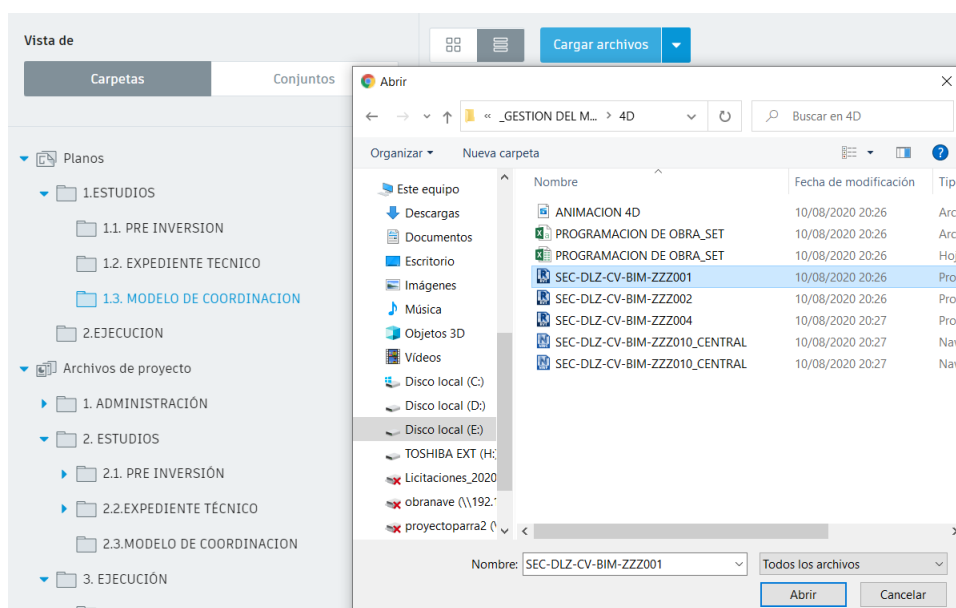 Vista de
Carpetas
Conjuntos
Cargar archivos
Planos
1.ESTUDIOS
1.1. PRE INVERSION
1.2. EXPEDIENTE TECNICO
1.3. MODELO DE COORDINACION
2.EJECUCION
Archivos de proyecto
1. ADMINISTRACIÓN
2. ESTUDIOS
2.1. PRE INVERSIÓN
2.2.EXPEDIENTE TÉCNICO
2.3.MODELO DE COORDINACION
3. EJECUCIÓN
Abrir
« _GESTION DEL M... > 4D
Buscar en 4D
Organizar
Nueva carpeta
Este equipo
Descargas
Documentos
Escritorio
Imágenes
Música
Objetos 3D
Vídeos
Disco local (C:)
Disco local (D:)
Disco local (E:)
TOSHIBA EXT (H:
Licitaciones_2020
obranave (\\192.1
proyectoparra2 (\
Nombre Fecha de modificación Tip
ANIMACION 4D 10/08/2020 20:26 Arc
PROGRAMACION DE OBRA_SET 10/08/2020 20:26 Arc
PROGRAMACION DE OBRA_SET 10/08/2020 20:26 Hoj
SEC-DLZ-CV-BIM-ZZZ001 10/08/2020 20:26 Pro
SEC-DLZ-CV-BIM-ZZZ002 10/08/2020 20:26 Pro
SEC-DLZ-CV-BIM-ZZZ004 10/08/2020 20:27 Pro
SEC-DLZ-CV-BIM-ZZZ010_CENTRAL 10/08/2020 20:27 Nav
SEC-DLZ-CV-BIM-ZZZ010_CENTRAL 10/08/2020 20:27 Nav
Nombre: SEC-DLZ-CV-BIM-ZZZ001 Todos los archivos
Abrir Cancelar